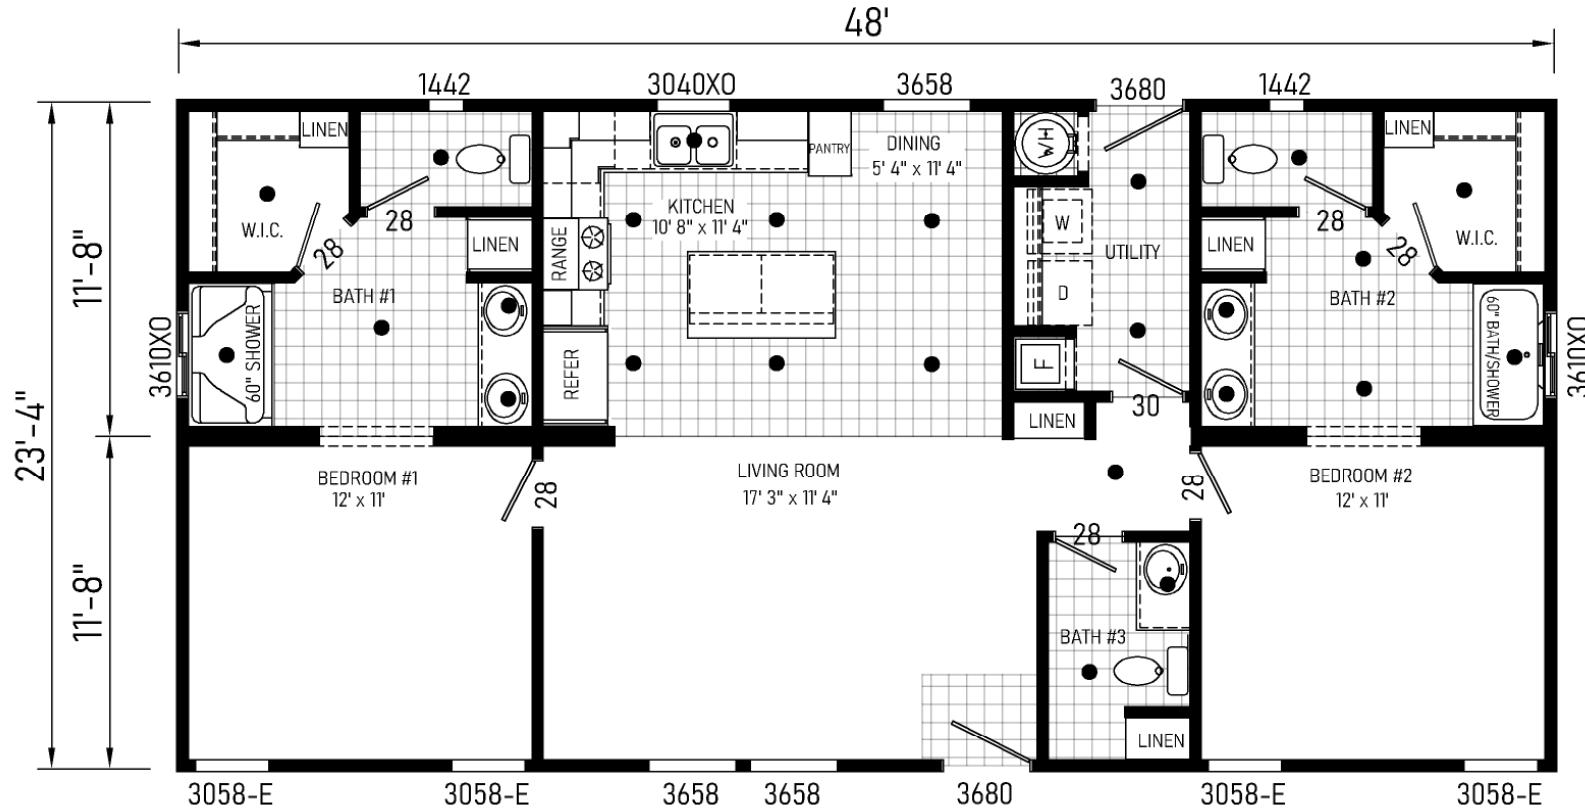 48'
1442
3040XO
3658
3680
1442
LINEN
LINEN
WH
PANTRY
DINING
5' 4" x 11' 4"
KITCHEN
10' 8" x 11' 4"
W.I.C.
28
28
LINEN
RANGE
W
UTILITY
D
LINEN
28
28
W.I.C.
11'-8"
BATH #1
BATH #2
3610XO
60" SHOWER
REFER
F
60" BATH/SHOWER
3610XO
30
LINEN
23'-4"
BEDROOM #1
12' x 11'
28
LIVING ROOM
17' 3" x 11' 4"
28
BEDROOM #2
12' x 11'
28
11'-8"
BATH #3
LINEN
3058-E
3058-E
3658
3658
3680
3058-E
3058-E